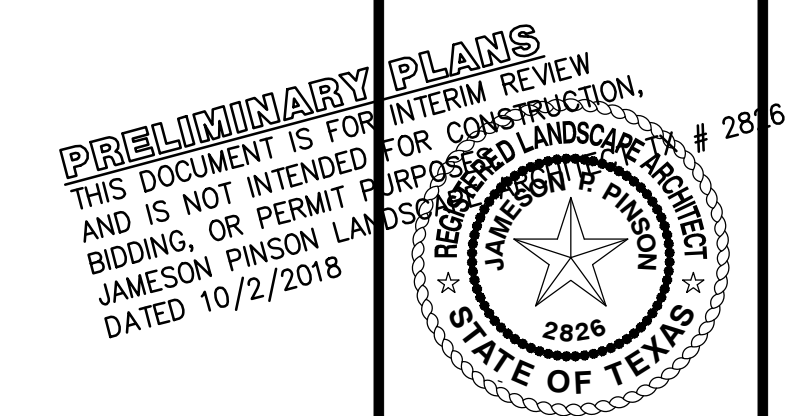 PRELIMINARY PLANS
THIS DOCUMENT IS FOR INTERIM REVIEW
AND IS NOT INTENDED FOR CONSTRUCTION,
BIDDING, OR PERMIT PURPOSES.
JAMESON PINSON LANDSCAPE ARCHITECT, TX # 2826
DATED 10/2/2018
REGISTERED LANDSCAPE ARCHITECT
JAMESON P. PINSON
2826
STATE OF TEXAS